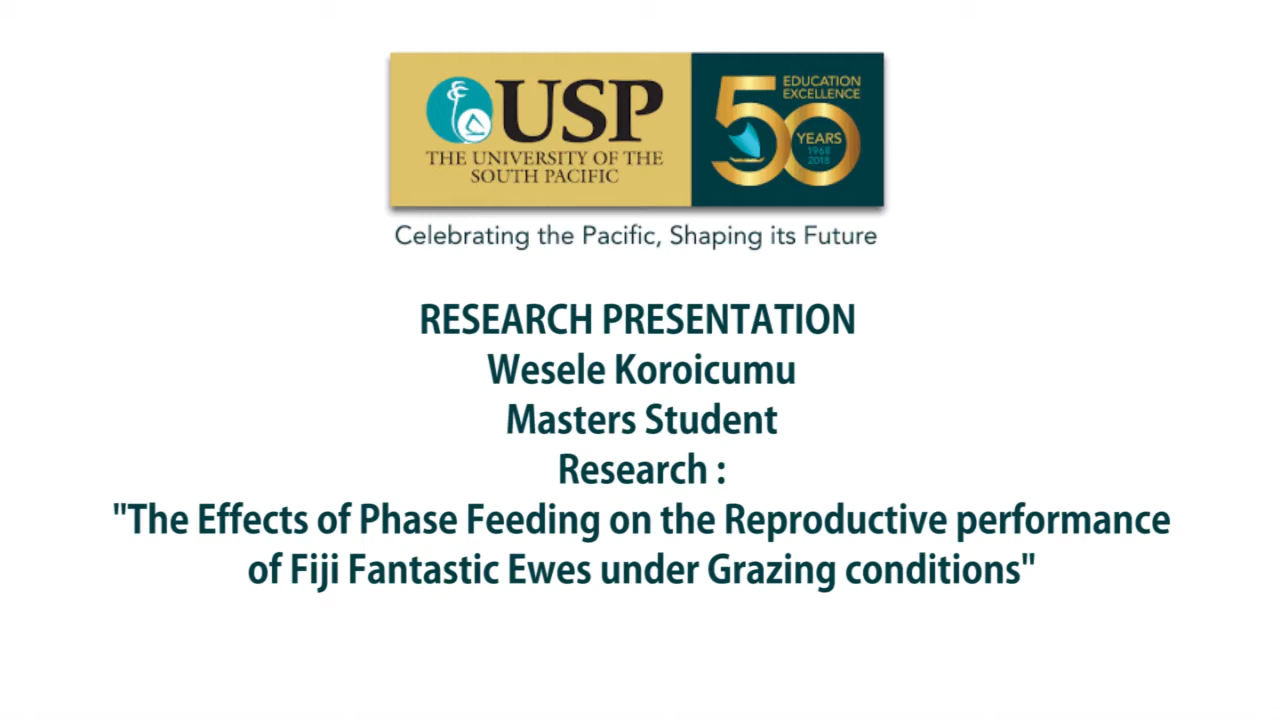 USP
THE UNIVERSITY OF THE
SOUTH PACIFIC
50
EDUCATION
EXCELLENCE
YEARS
1968
2018
Celebrating the Pacific, Shaping its Future
RESEARCH PRESENTATION
Wesele Koroicumu
Masters Student
Research :
"The Effects of Phase Feeding on the Reproductive performance
of Fiji Fantastic Ewes under Grazing conditions"